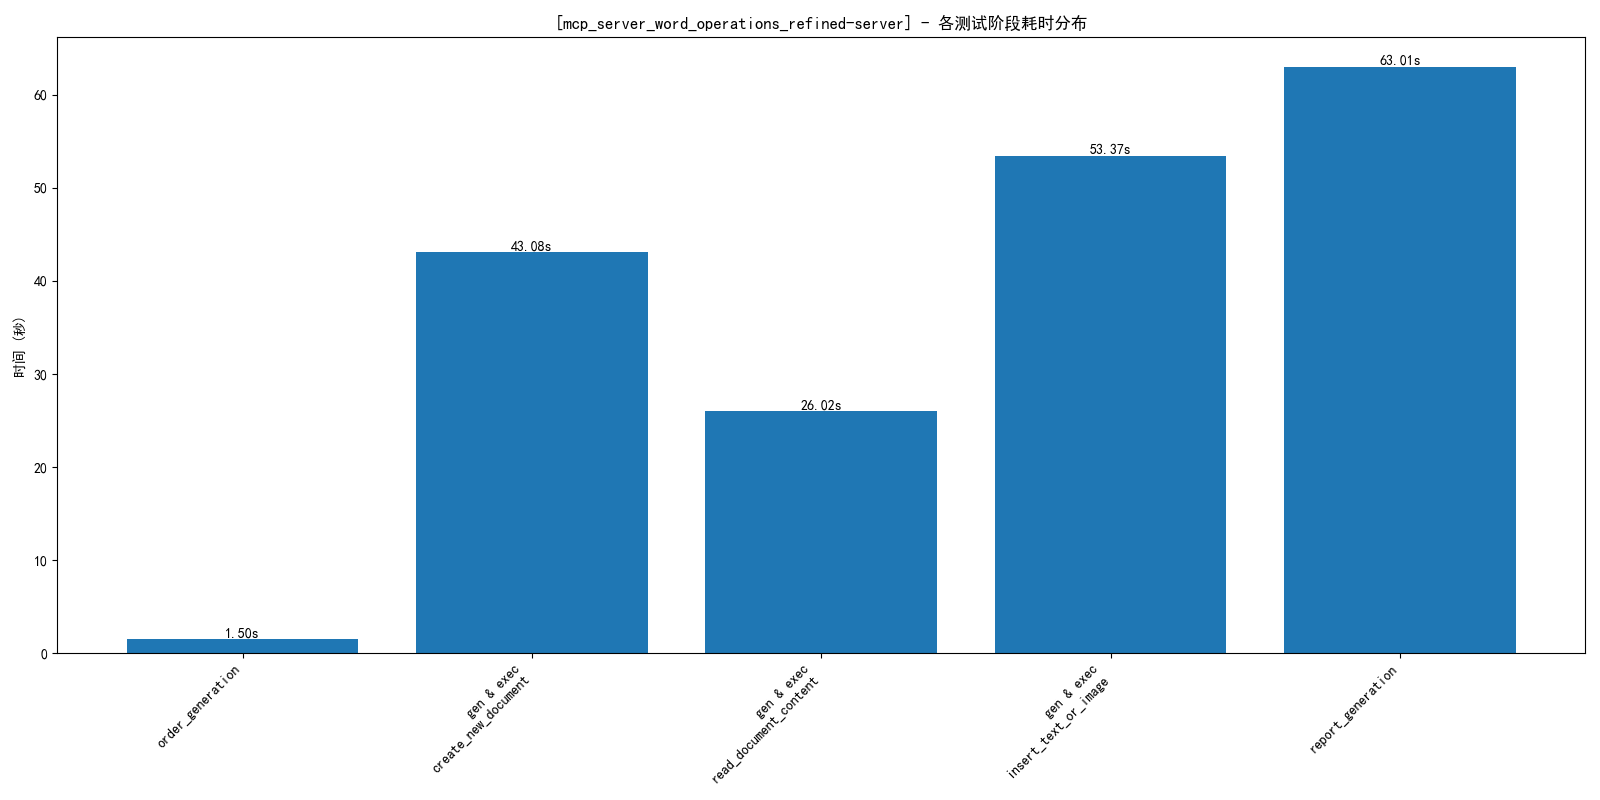 [mcp_server_word_operations_refined-server] - 各测试阶段耗时分布
时间 (秒)
60
50
40
30
20
10
0
1.50s
43.08s
26.02s
53.37s
63.01s
order_generation
gen & exec
create_new_document
gen & exec
read_document_content
gen & exec
insert_text_or_image
report_generation